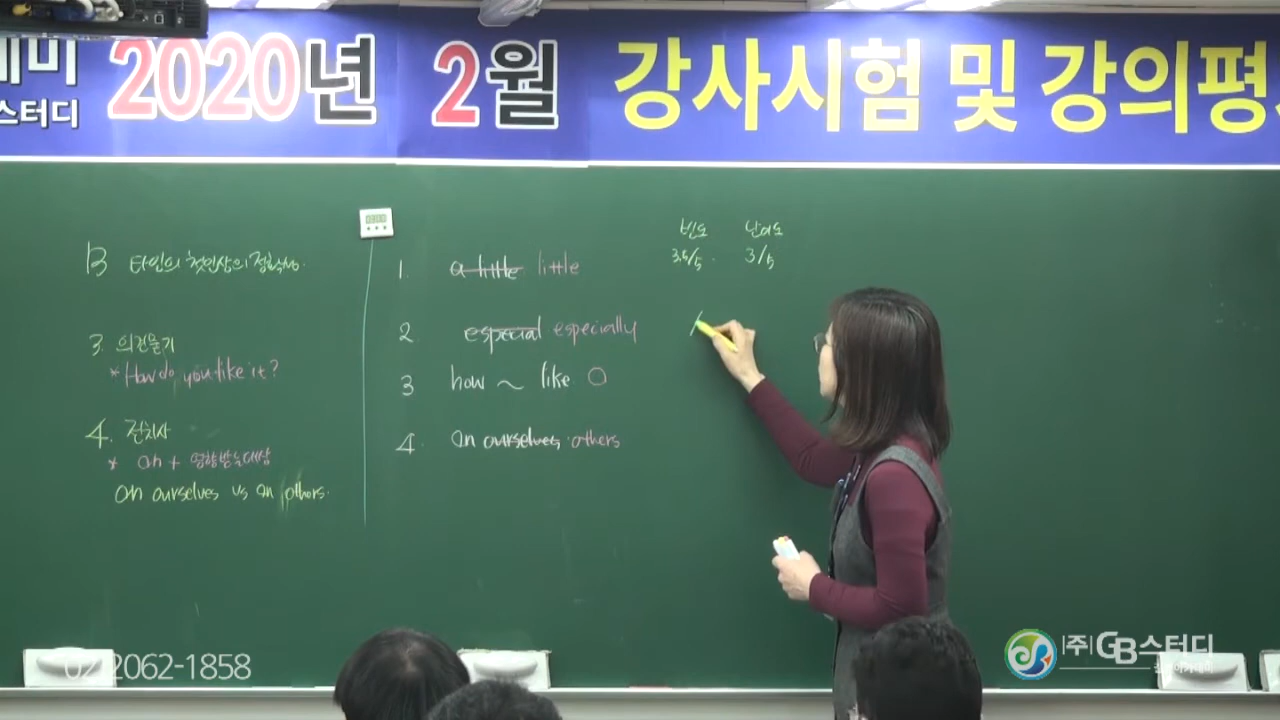 2020년 2월 강사시험 및 강의평
스터디
B 타인의 첫인상의 정확성.
3. 의견묻기
* How do you like it?
4. 전치사
* on + 영향받는대상
on ourselves vs on others.
1. a little little
2 especial especially
3 how ~ like O
4. on ourselves, others
빈도 난이도
3.5/5. 3/5
02-2062-1858
(주)GB스터디